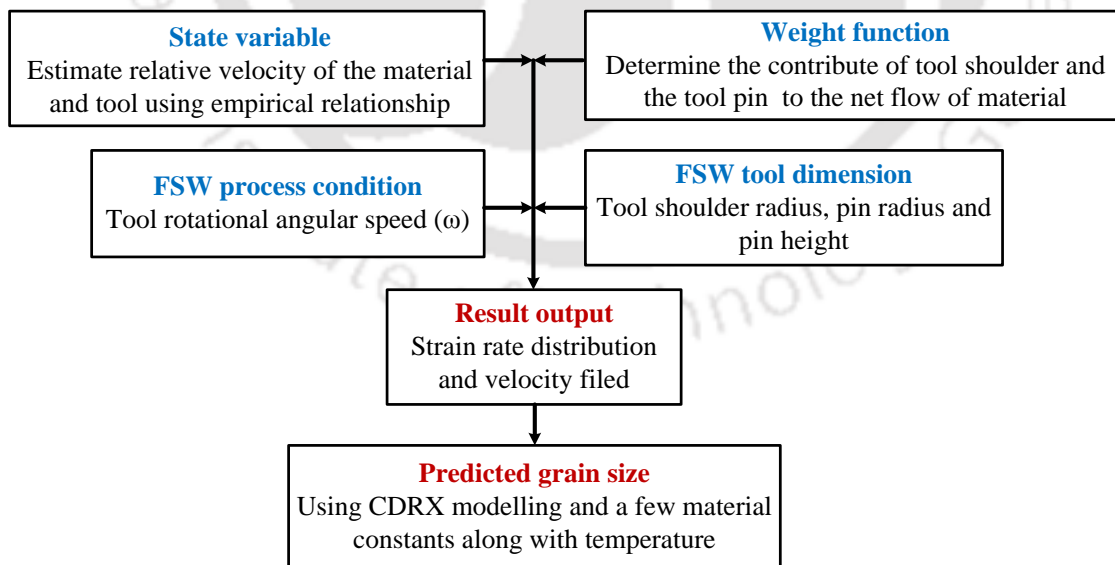 State variable
Estimate relative velocity of the material
and tool using empirical relationship
Weight function
Determine the contribute of tool shoulder and
the tool pin to the net flow of material
FSW process condition
Tool rotational angular speed (ω)
FSW tool dimension
Tool shoulder radius, pin radius and
pin height
Result output
Strain rate distribution
and velocity filed
Predicted grain size
Using CDRX modelling and a few material
constants along with temperature